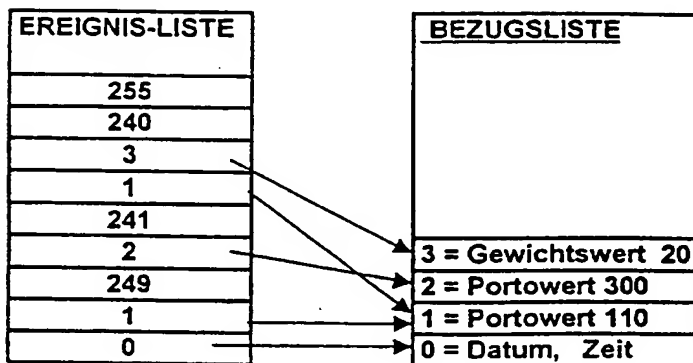 EREIGNIS-LISTE
255
240
3
1
241
2
249
1
0
BEZUGSLISTE
3 = Gewichtswert 20
2 = Portowert 300
1 = Portowert 110
0 = Datum, Zeit